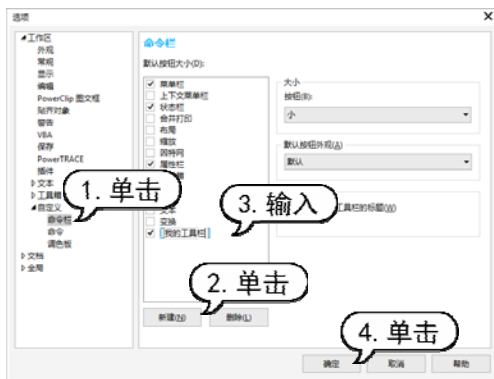 选项
工作区
外观
常规
显示
编辑
PowerClip 图文框
贴齐对象
警告
VBA
保存
PowerTRACE
插件
文本
工具箱
自定义
命令栏
命令
调色板
文档
全局
命令栏
默认按钮大小(D):
菜单栏
上下文菜单栏
状态栏
合并打印
布局
缩放
因特网
属性栏
文本
变换
我的工具栏
新建(N)
删除(L)
大小
按钮(B):
小
默认按钮外观(A)
默认
工具栏的标题(W)
1. 单击
2. 单击
3. 输入
4. 单击
确定
取消
帮助